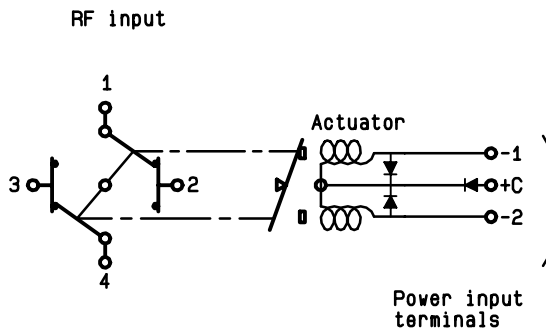 RF input
1
Actuator
-1
3
2
+C
-2
4
Power input
terminals